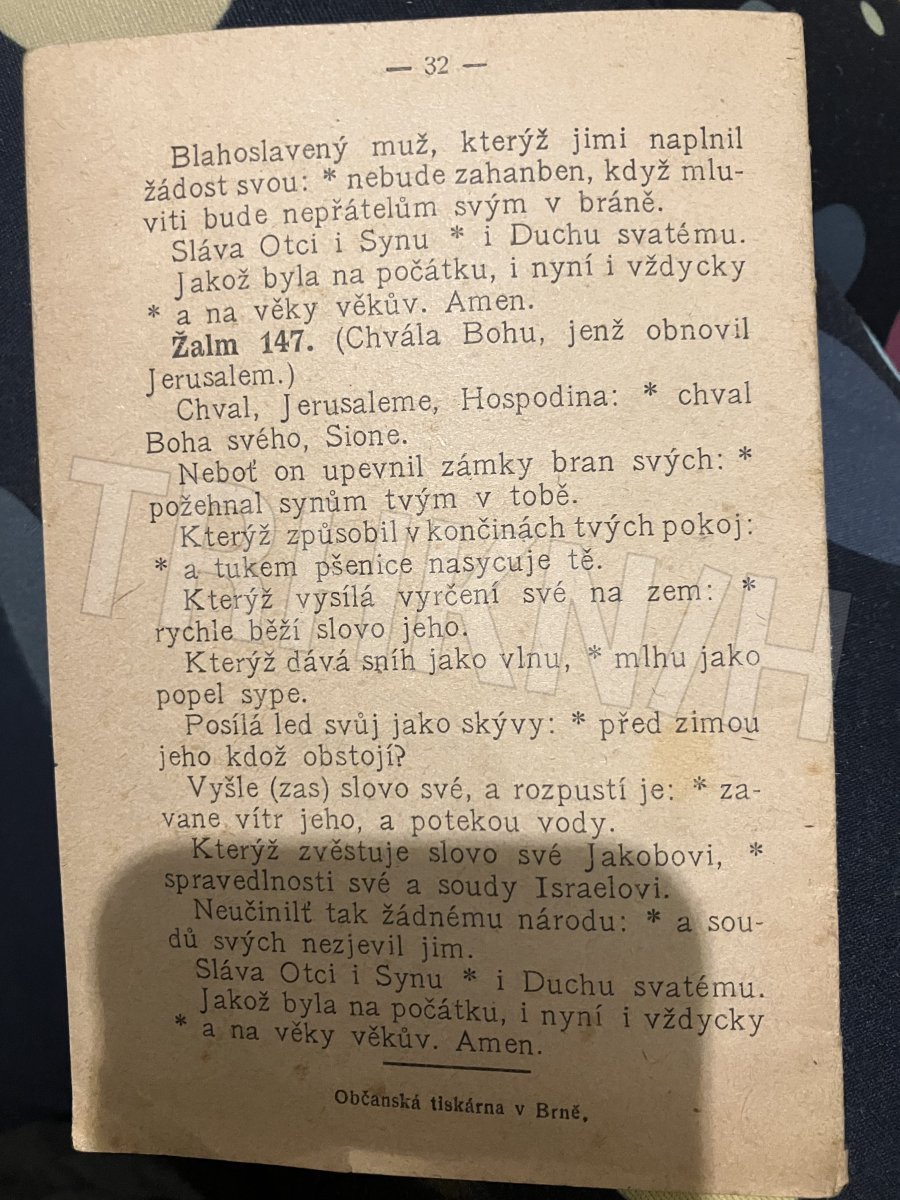 — 32 —
Blahoslavený muž, kterýž jimi naplnil
žádost svou: * nebude zahanben, když mlu-
viti bude nepřátelům svým v bráně.
Sláva Otci i Synu * i Duchu svatému.
Jakož byla na počátku, i nyní i vždycky
* a na věky věkův. Amen.
Žalm 147. (Chvála Bohu, jenž obnovil
Jerusalem.)
Chval, Jerusaleme, Hospodina: * chval
Boha svého, Sione.
Neboť on upevnil zámky bran svých: *
požehnal synům tvým v tobě.
Kterýž způsobil v končinách tvých pokoj:
* a tukem pšenice nasycuje tě.
Kterýž vysílá vyrčení své na zem: *
rychle běží slovo jeho.
Kterýž dává sníh jako vlnu, * mlhu jako
popel sype.
Posílá led svůj jako skývy: * před zimou
jeho kdož obstojí?
Vyšle (zas) slovo své, a rozpustí je: * za-
vane vítr jeho, a potekou vody.
Kterýž zvěstuje slovo své Jakobovi, *
spravedlnosti své a soudy Israelovi.
Neučinilť tak žádnému národu: * a sou-
dů svých nezjevil jim.
Sláva Otci i Synu * i Duchu svatému.
Jakož byla na počátku, i nyní i vždycky
* a na věky věkův. Amen.
Občanská tiskárna v Brně.